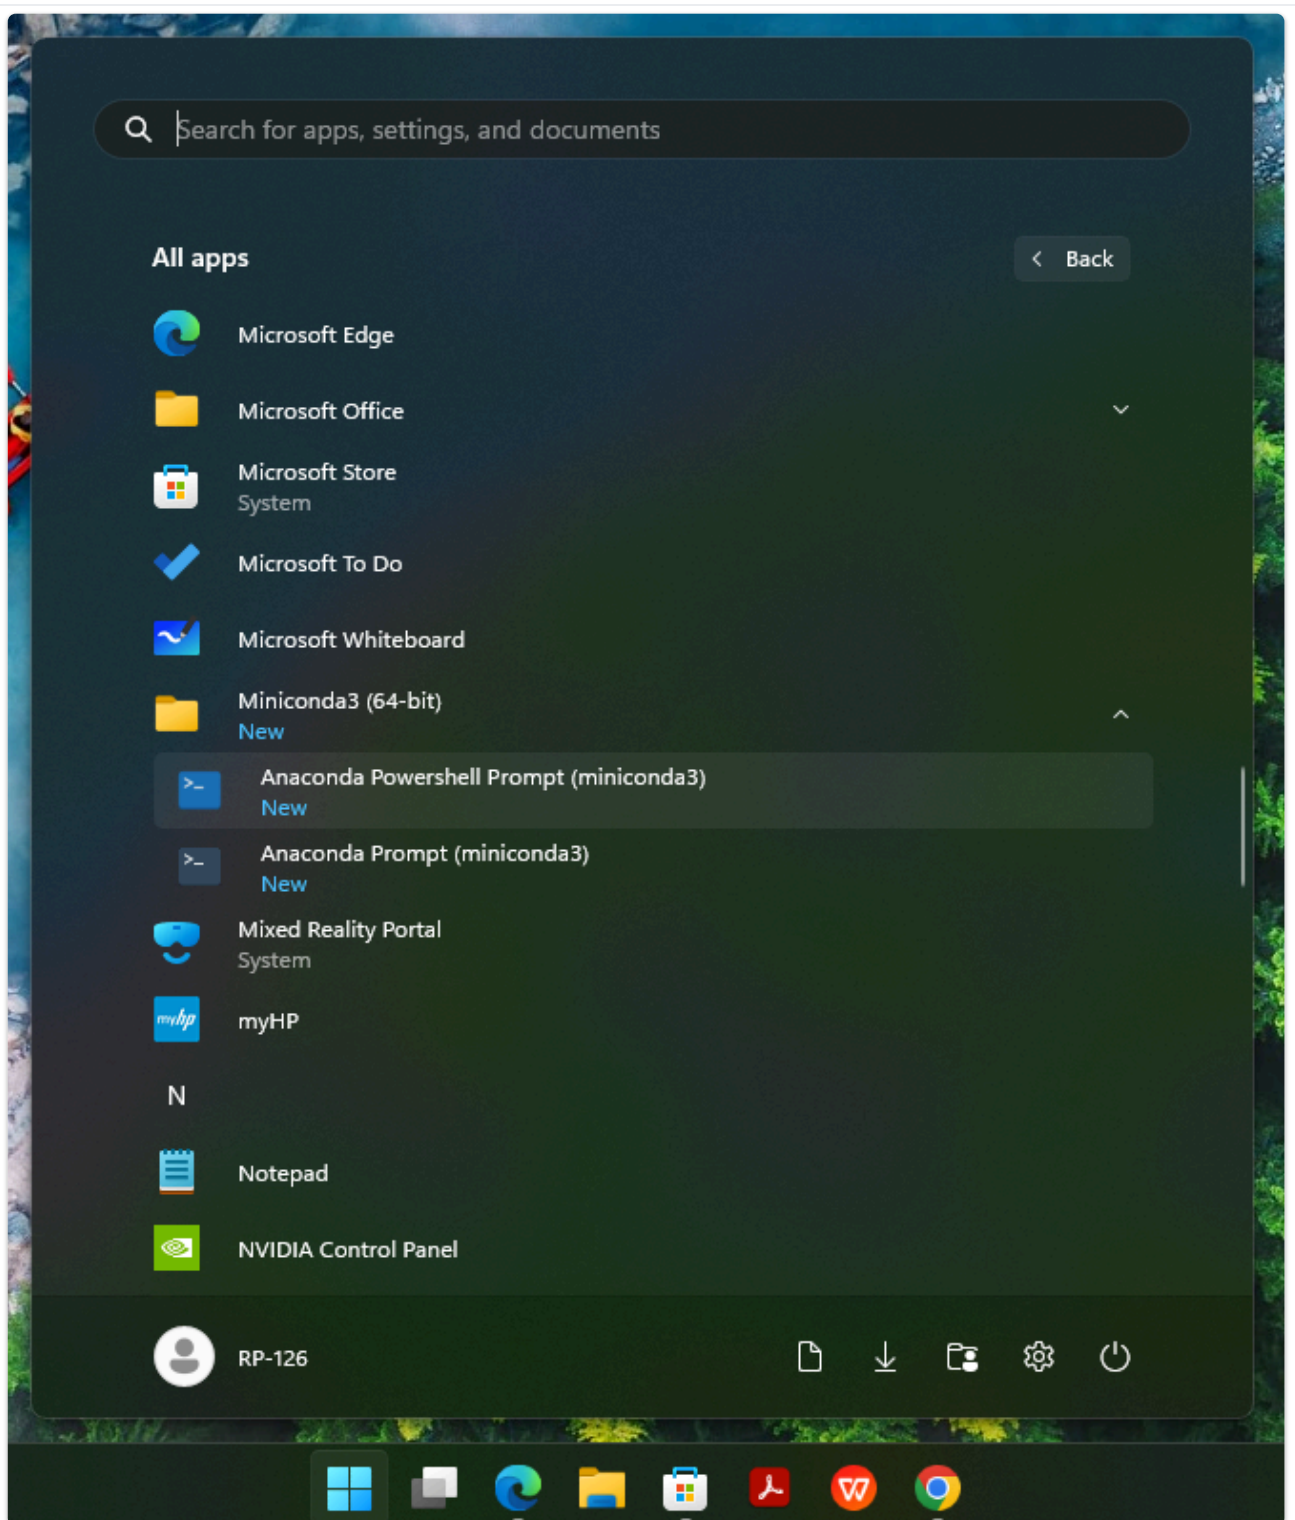 Search for apps, settings, and documents
All apps
Back
Microsoft Edge
Microsoft Office
Microsoft Store
System
Microsoft To Do
Microsoft Whiteboard
Miniconda3 (64-bit)
New
>_
Anaconda Powershell Prompt (miniconda3)
New
>_
Anaconda Prompt (miniconda3)
New
Mixed Reality Portal
System
myhp
myHP
N
Notepad
NVIDIA Control Panel
RP-126
W